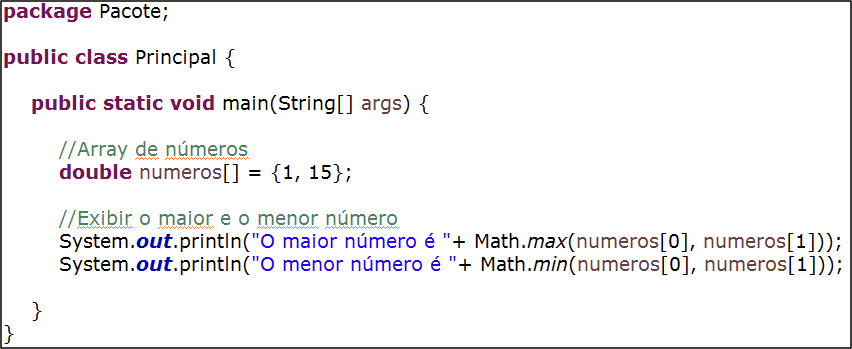 package Pacote;
public class Principal {
public static void main(String[] args) {
//Array de números
double numeros[] = {1, 15};
//Exibir o maior e o menor número
System.out.println("O maior número é "+ Math.max(numeros[0], numeros[1]));
System.out.println("O menor número é "+ Math.min(numeros[0], numeros[1]));
}
}